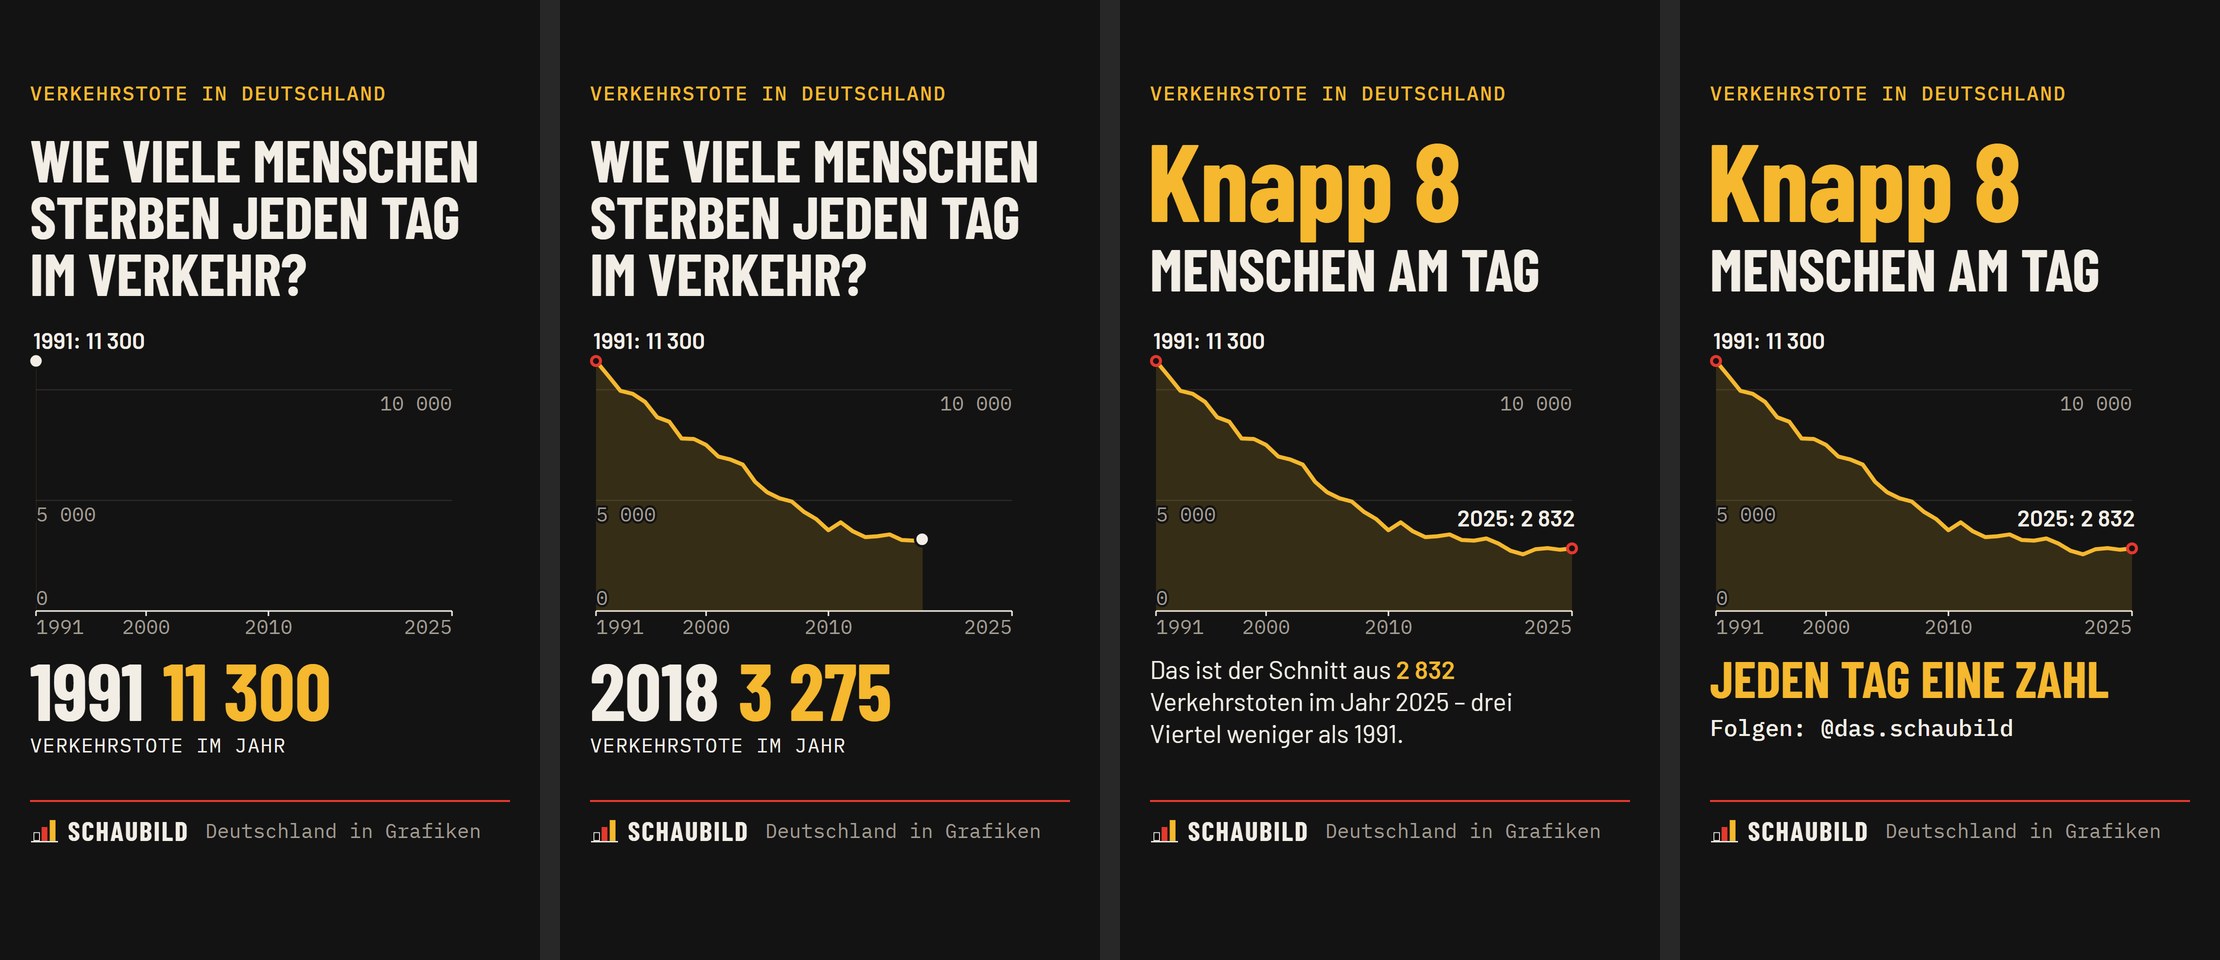 VERKEHRSTOTE IN DEUTSCHLAND
WIE VIELE MENSCHEN
STERBEN JEDEN TAG
IM VERKEHR?
1991: 11 300
10 000
5 000
0
1991 2000 2010 2025
1991 11 300
VERKEHRSTOTE IM JAHR
SCHAUBILD Deutschland in Grafiken
VERKEHRSTOTE IN DEUTSCHLAND
WIE VIELE MENSCHEN
STERBEN JEDEN TAG
IM VERKEHR?
1991: 11 300
10 000
5 000
0
1991 2000 2010 2025
2018 3 275
VERKEHRSTOTE IM JAHR
SCHAUBILD Deutschland in Grafiken
VERKEHRSTOTE IN DEUTSCHLAND
Knapp 8
MENSCHEN AM TAG
1991: 11 300
10 000
5 000
2025: 2 832
0
1991 2000 2010 2025
Das ist der Schnitt aus 2 832
Verkehrstoten im Jahr 2025 – drei
Viertel weniger als 1991.
SCHAUBILD Deutschland in Grafiken
VERKEHRSTOTE IN DEUTSCHLAND
Knapp 8
MENSCHEN AM TAG
1991: 11 300
10 000
5 000
2025: 2 832
0
1991 2000 2010 2025
JEDEN TAG EINE ZAHL
Folgen: @das.schaubild
SCHAUBILD Deutschland in Grafiken